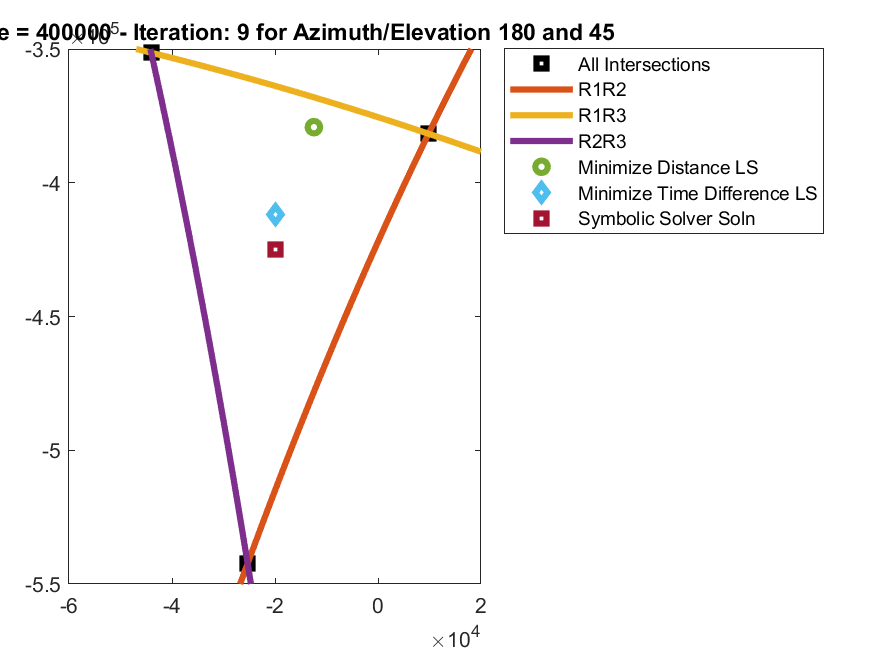 e = 400000 - Iteration: 9 for Azimuth/Elevation 180 and 45
×10⁵
-3.5
-4
-4.5
-5
-5.5
-6
-4
-2
0
2
×10⁴
All Intersections
R1R2
R1R3
R2R3
Minimize Distance LS
Minimize Time Difference LS
Symbolic Solver Soln